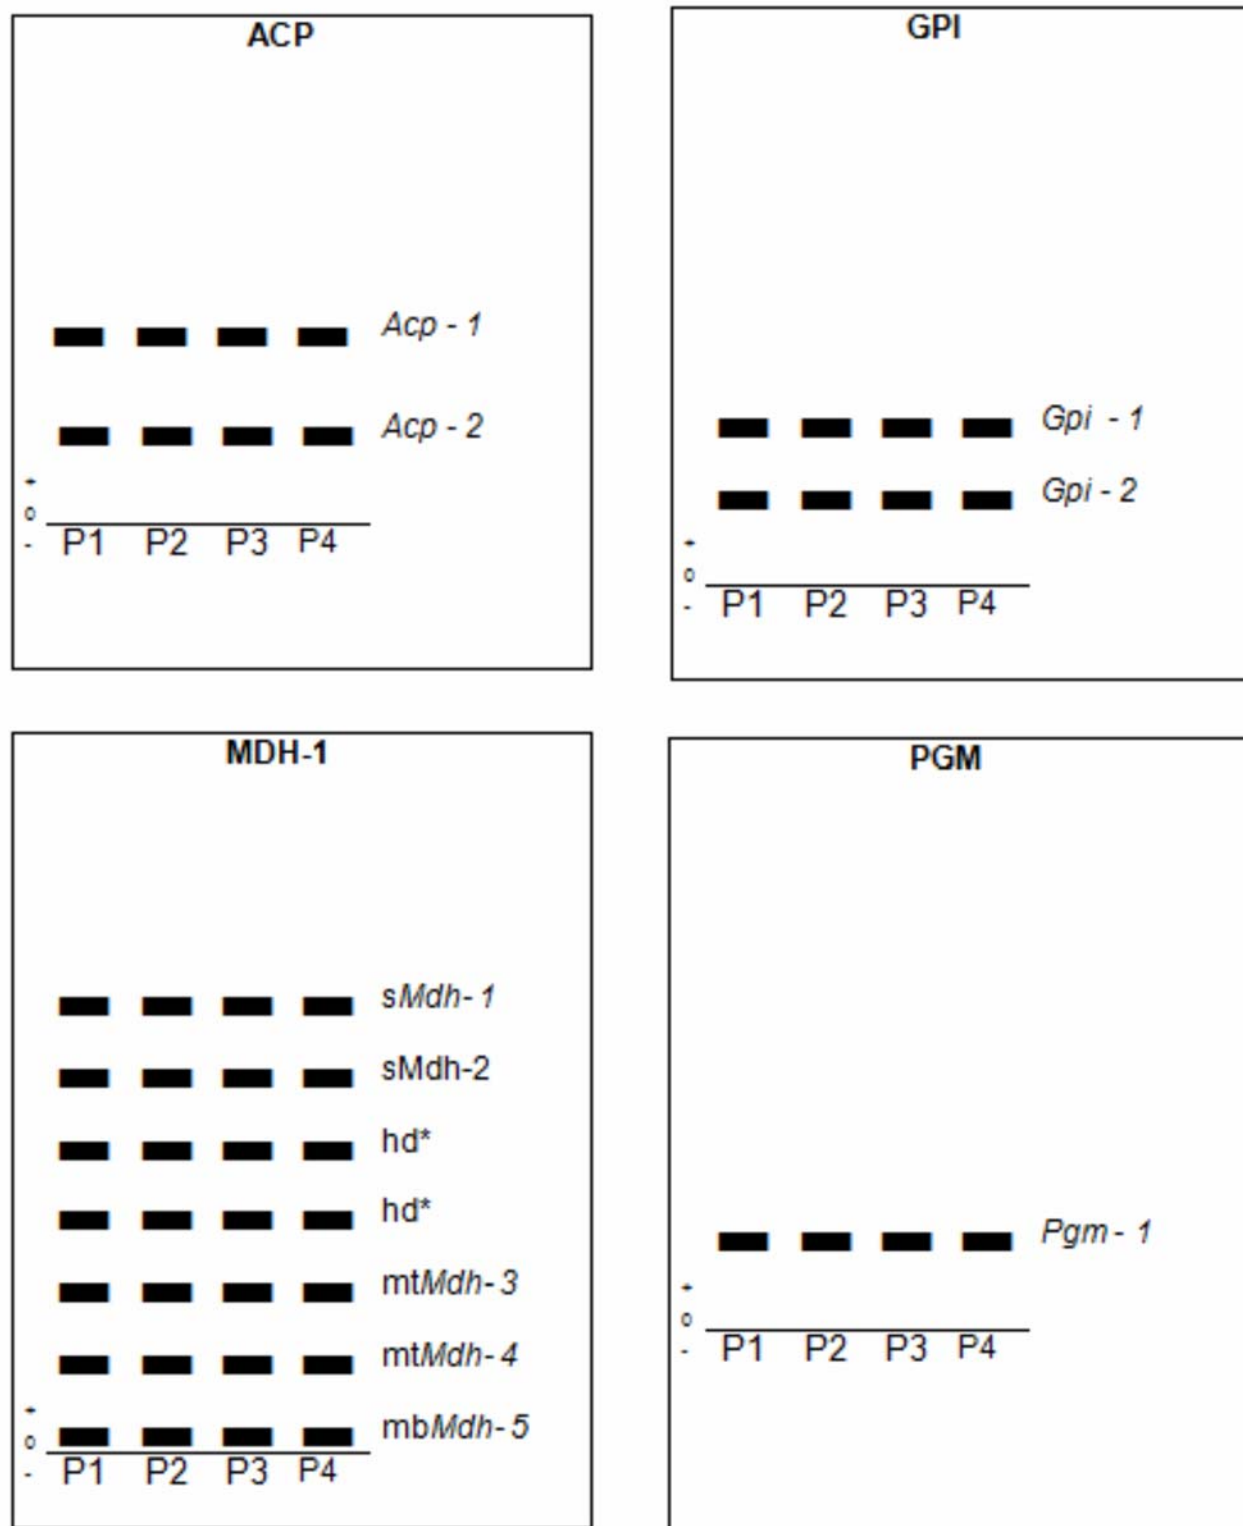 ACP
Acp - 1
Acp - 2
+
o
-
P1 P2 P3 P4
GPI
Gpi - 1
Gpi - 2
+
o
-
P1 P2 P3 P4
MDH-1
sMdh- 1
sMdh-2
hd*
hd*
mtMdh- 3
mtMdh- 4
mbMdh- 5
+
o
-
P1 P2 P3 P4
PGM
Pgm - 1
+
o
-
P1 P2 P3 P4